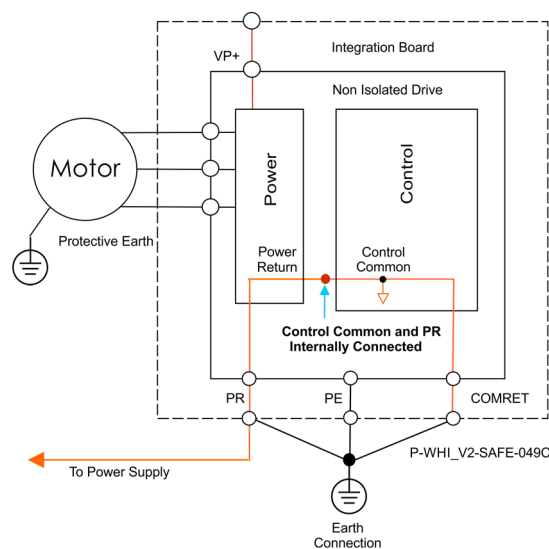 Integration Board
VP+
Non Isolated Drive
Motor
Power
Control
Protective Earth
Power
Return
Control
Common
Control Common and PR
Internally Connected
PR
PE
COMRET
P-WHI_V2-SAFE-049C
To Power Supply
Earth
Connection